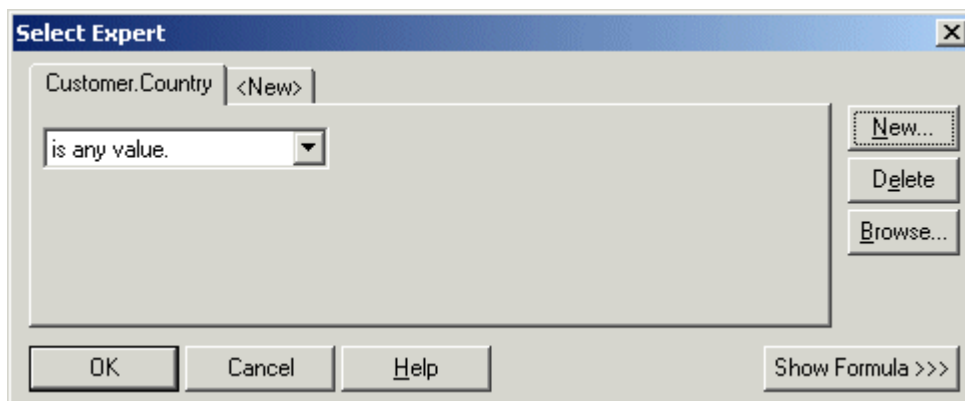 Select Expert
Customer.Country
<New>
is any value.
New...
Delete
Browse...
OK
Cancel
Help
Show Formula >>>